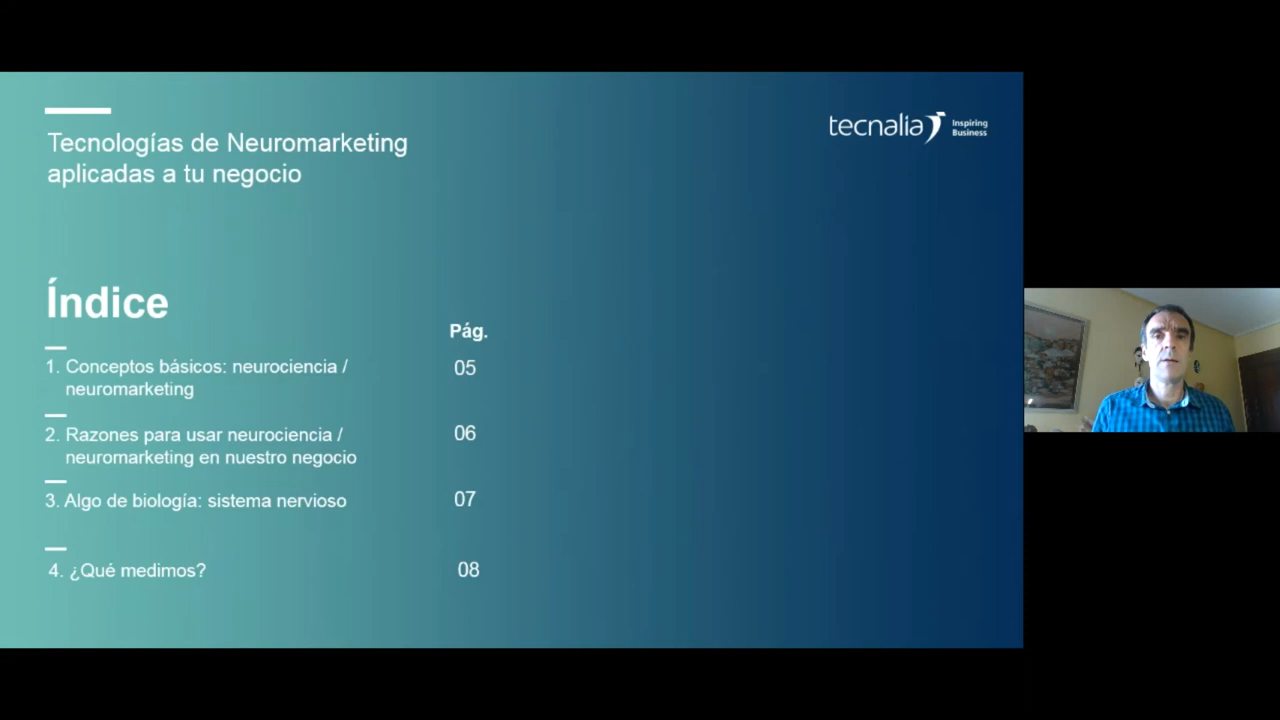 Tecnologías de Neuromarketing
aplicadas a tu negocio
tecnalia
Inspiring
Business
Índice
Pág.
1. Conceptos básicos: neurociencia /
neuromarketing
05
2. Razones para usar neurociencia /
neuromarketing en nuestro negocio
06
3. Algo de biología: sistema nervioso
07
4. ¿Qué medimos?
08